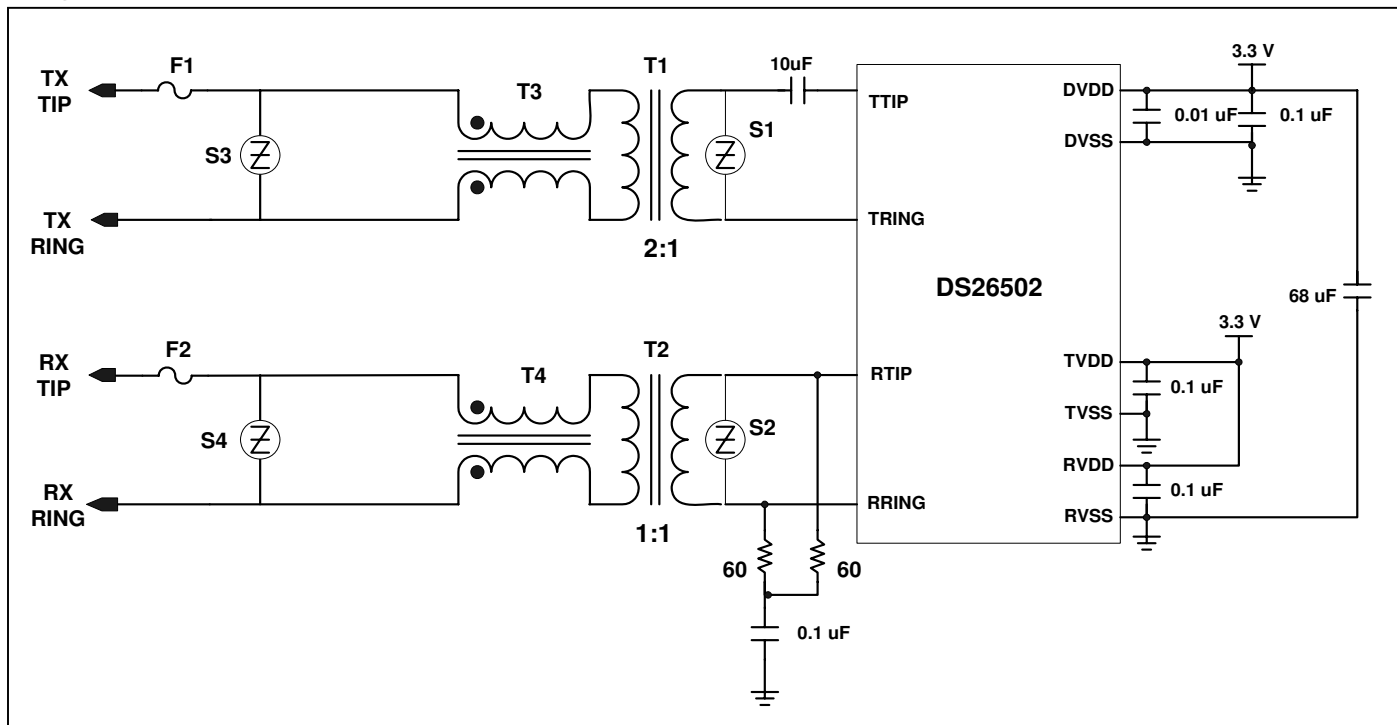 F1
TX
TIP
T3
T1
10uF
3.3 V
TTIP
DVDD
S3
S1
0.01 uF
0.1 uF
DVSS
TX
RING
TRING
2:1
DS26502
68 uF
3.3 V
F2
RX
TIP
T4
T2
RTIP
TVDD
0.1 uF
S4
S2
TVSS
RVDD
0.1 uF
RX
RING
RRING
RVSS
1:1
60
60
0.1 uF